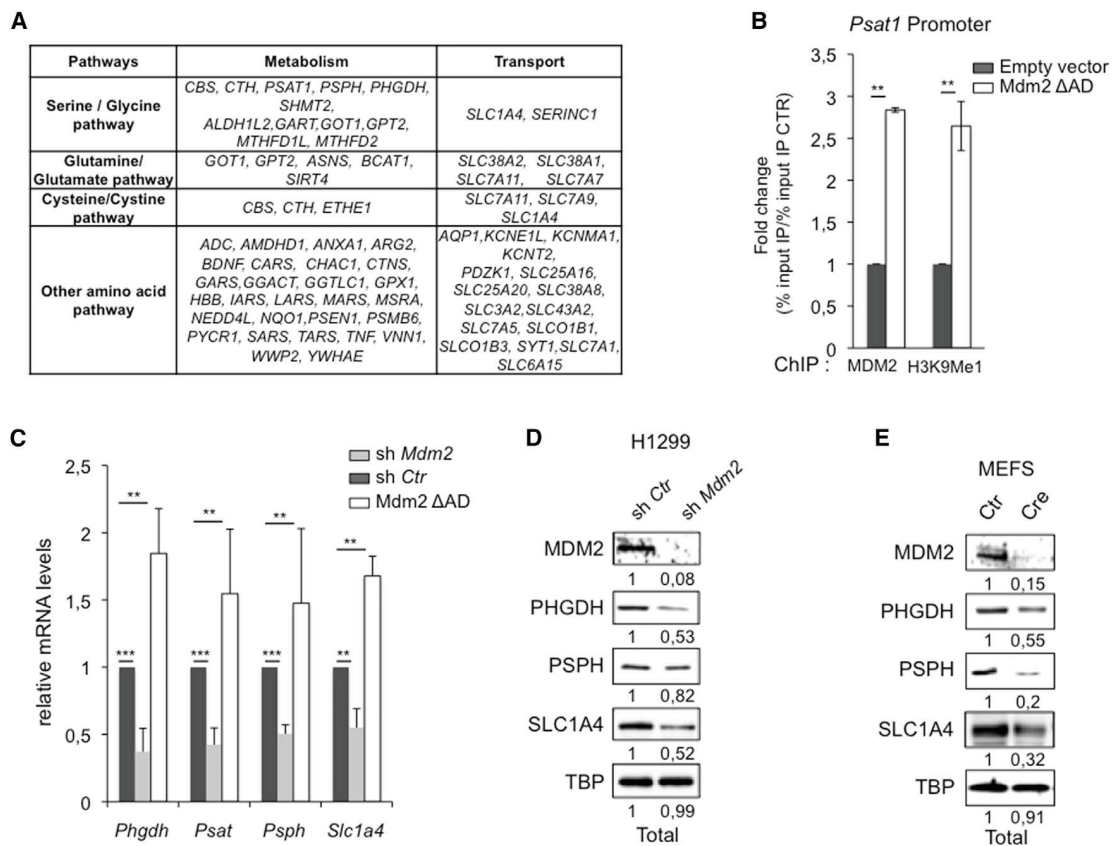 A
Pathways Metabolism Transport
Serine / Glycine pathway
CBS, CTH, PSAT1, PSPH, PHGDH,
SHMT2,
ALDH1L2,GART,GOT1,GPT2,
MTHFD1L, MTHFD2
SLC1A4, SERINC1
Glutamine/
Glutamate pathway
GOT1, GPT2, ASNS, BCAT1,
SIRT4
SLC38A2, SLC38A1,
SLC7A11, SLC7A7
Cysteine/Cystine
pathway
CBS, CTH, ETHE1
SLC7A11, SLC7A9,
SLC1A4
Other amino acid
pathway
ADC, AMDHD1, ANXA1, ARG2,
BDNF, CARS, CHAC1, CTNS,
GARS,GGACT, GGTLC1, GPX1,
HBB, IARS, LARS, MARS, MSRA,
NEDD4L, NQO1,PSEN1, PSMB6,
PYCR1, SARS, TARS, TNF, VNN1,
WWP2, YWHAE
AQP1,KCNE1L, KCNMA1,
KCNT2,
PDZK1, SLC25A16,
SLC25A20, SLC38A8,
SLC3A2,SLC43A2,
SLC7A5, SLCO1B1,
SLCO1B3, SYT1,SLC7A1,
SLC6A15
B
Psat1 Promoter
Empty vector
Mdm2 ΔAD
Fold change
(% input IP/% input IP CTR)
3,5
3
2,5
2
1,5
1
0,5
0
** **
ChIP : MDM2 H3K9Me1
C
sh Mdm2
sh Ctr
Mdm2 ΔAD
relative mRNA levels
2,5
2
1,5
1
0,5
0
** ** ** **
*** *** *** **
Phgdh Psat Psph Slc1a4
D
H1299
sh Ctr sh Mdm2
MDM2
1 0,08
PHGDH
1 0,53
PSPH
1 0,82
SLC1A4
1 0,52
TBP
1 0,99
Total
E
MEFS
Ctr Cre
MDM2
1 0,15
PHGDH
1 0,55
PSPH
1 0,2
SLC1A4
1 0,32
TBP
1 0,91
Total